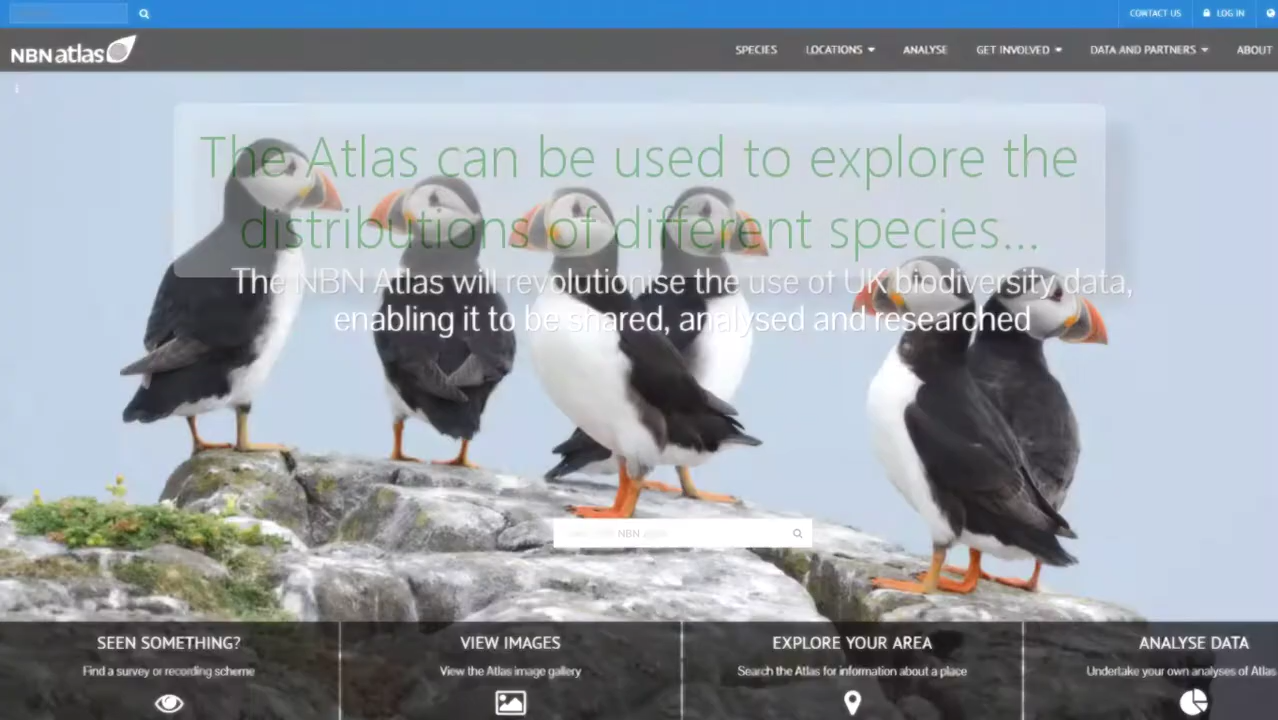 CONTACT US
LOG IN
NBN atlas
SPECIES
LOCATIONS
ANALYSE
GET INVOLVED
DATA AND PARTNERS
ABOUT
The Atlas can be used to explore the
distributions of different species...
The NBN Atlas will revolutionise the use of UK biodiversity data,
enabling it to be shared, analysed and researched
NBN
SEEN SOMETHING?
Find a survey or recording scheme
VIEW IMAGES
View the Atlas image gallery
EXPLORE YOUR AREA
Search the Atlas for information about a place
ANALYSE DATA
Undertake your own analyses of Atlas